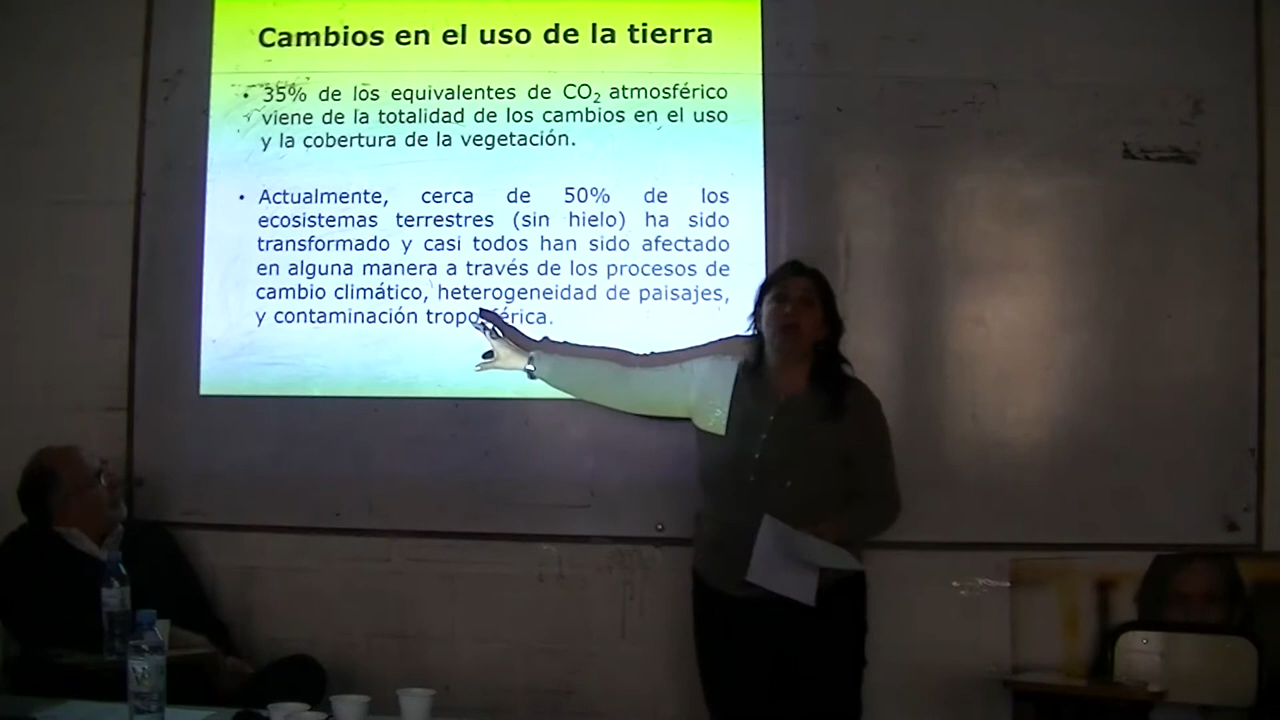 Cambios en el uso de la tierra
• 35% de los equivalentes de CO₂ atmosférico
viene de la totalidad de los cambios en el uso
y la cobertura de la vegetación.
• Actualmente, cerca de 50% de los
ecosistemas terrestres (sin hielo) ha sido
transformado y casi todos han sido afectado
en alguna manera a través de los procesos de
cambio climático, heterogeneidad de paisajes,
y contaminación troposférica.